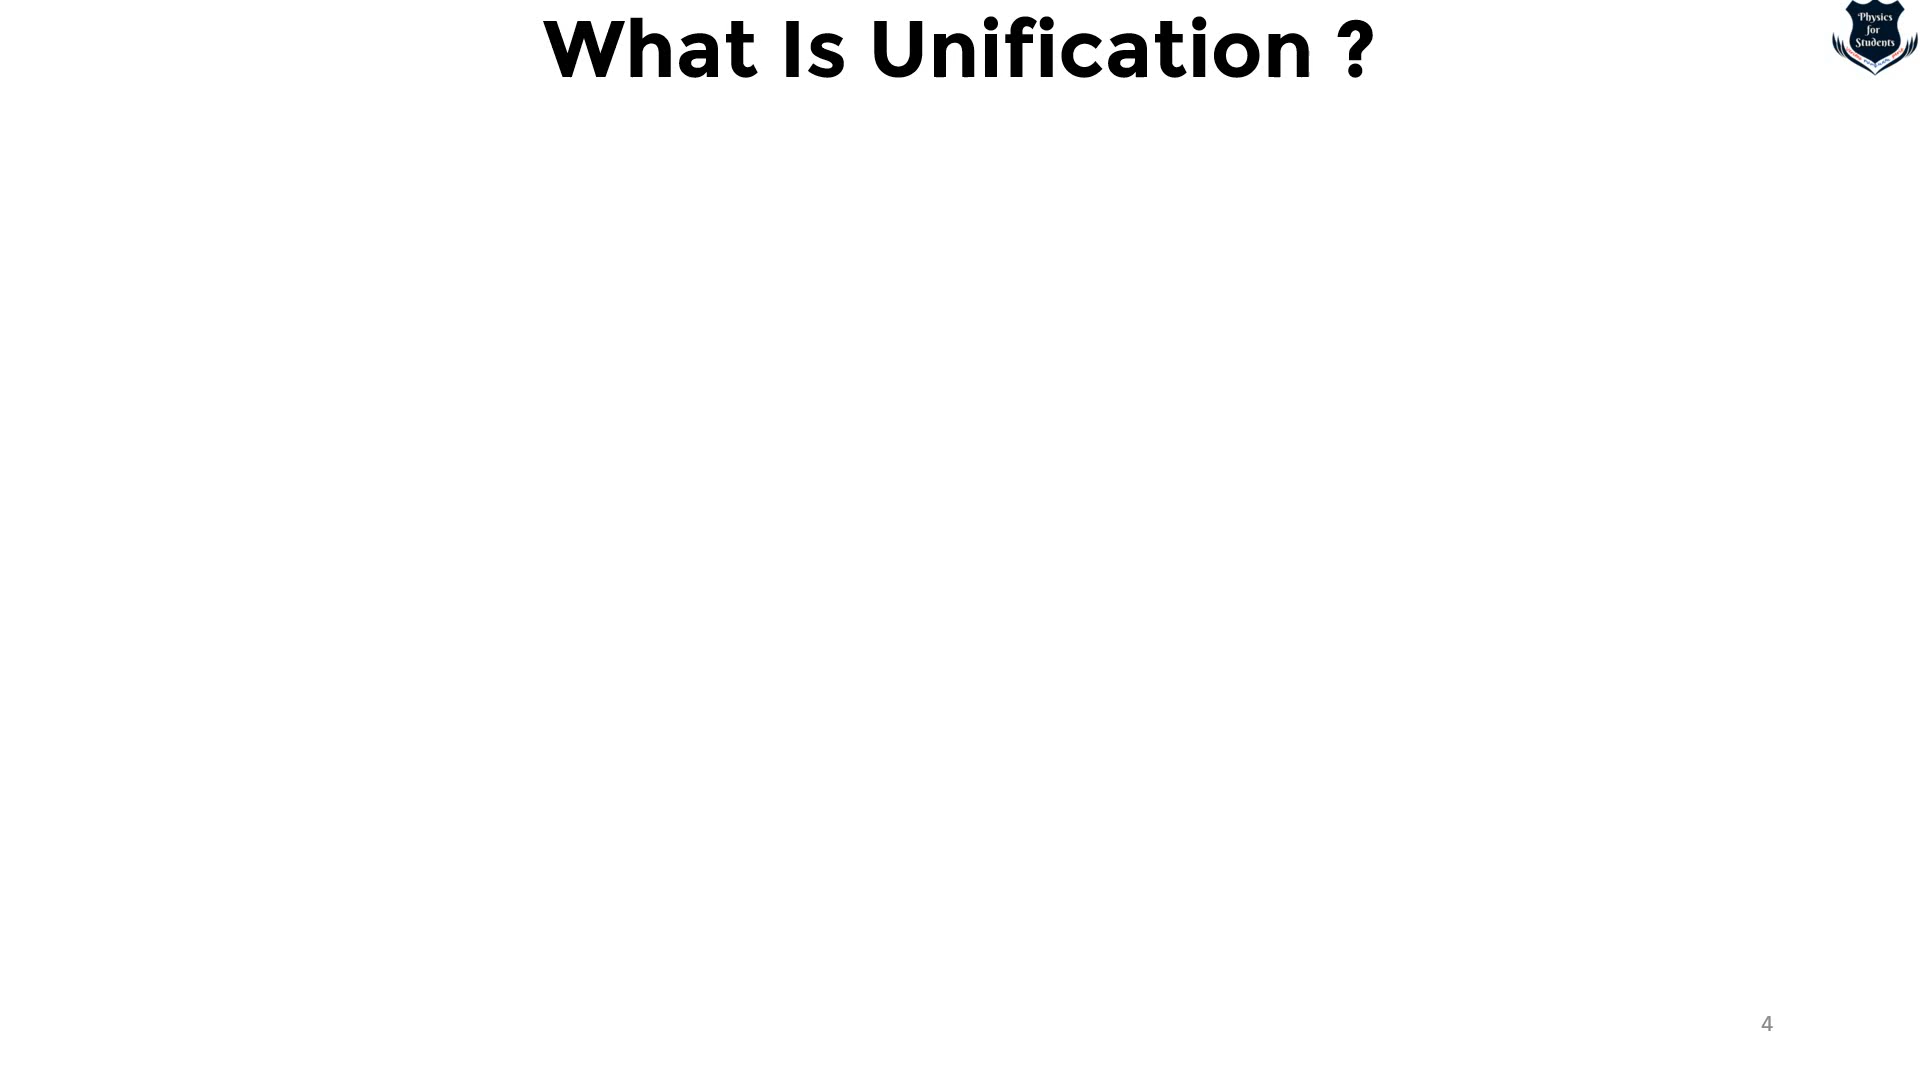 What Is Unification ?
Physics
for
Students
4